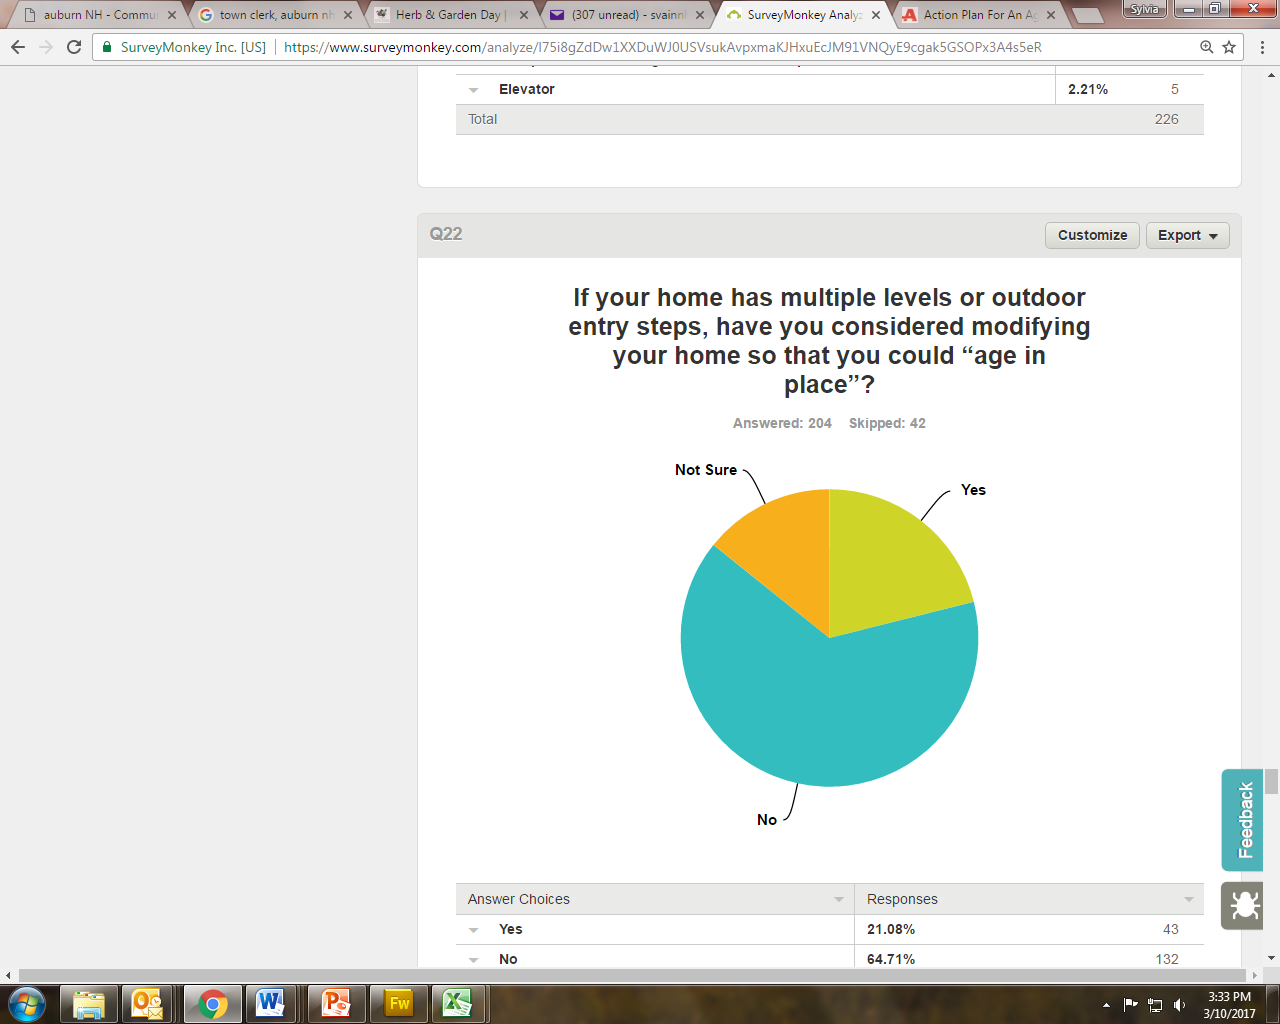 auburn NH - Commu
town clerk, auburn nh
Herb & Garden Day |
(307 unread) - svainnl
SurveyMonkey Analyz
Action Plan For An Ag
Sylvia
SurveyMonkey Inc. [US]
https://www.surveymonkey.com/analyze/I75i8gZdDw1XXDuWJ0USVsukAvpxmaKJHxuEcJM91VNQyE9cgak5GSOPx3A4s5eR
Elevator 2.21% 5
Total 226
Q22
Customize
Export
If your home has multiple levels or outdoor
entry steps, have you considered modifying
your home so that you could “age in
place”?
Answered: 204 Skipped: 42
Not Sure
Yes
No
Feedback
Answer Choices Responses
Yes 21.08% 43
No 64.71% 132
Fw
3:33 PM
3/10/2017